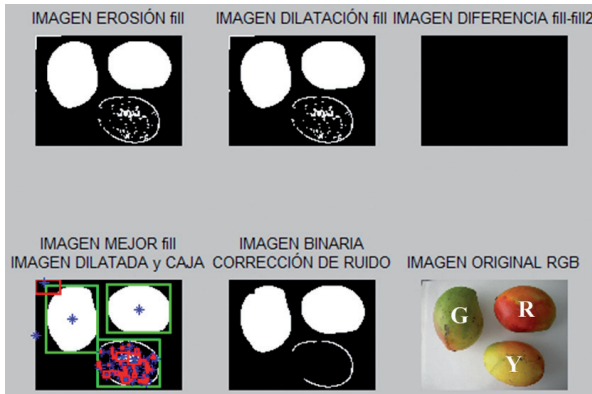 IMAGEN EROSIÓN fill
IMAGEN DILATACIÓN fill
IMAGEN DIFERENCIA fill-fill2
IMAGEN MEJOR fill
IMAGEN DILATADA y CAJA
IMAGEN BINARIA
CORRECCIÓN DE RUIDO
IMAGEN ORIGINAL RGB
G
R
Y